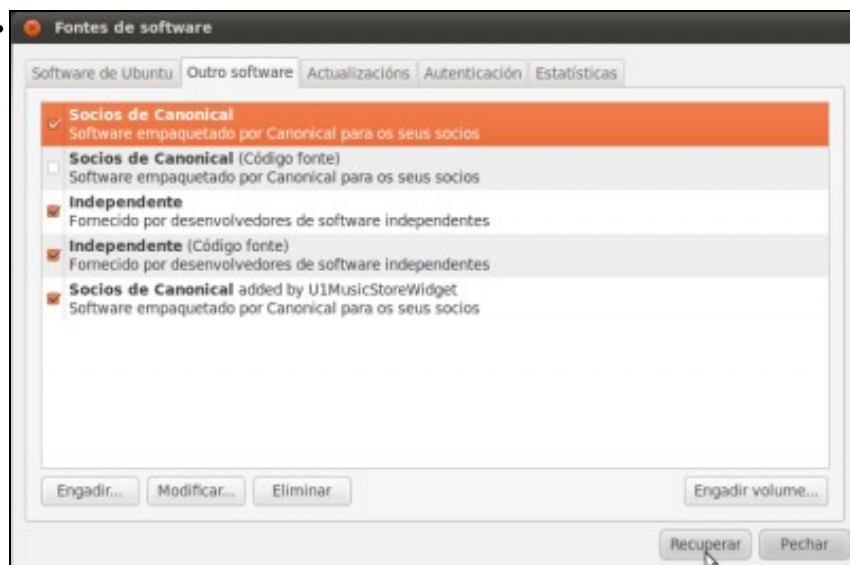 Fontes de software
Software de Ubuntu Outro software Actualizacións Autenticación Estatísticas
Socios de Canonical
Software empaquetado por Canonical para os seus socios
Socios de Canonical (Código fonte)
Software empaquetado por Canonical para os seus socios
Independente
Fornecido por desenvolvedores de software independentes
Independente (Código fonte)
Fornecido por desenvolvedores de software independentes
Socios de Canonical added by U1MusicStoreWidget
Software empaquetado por Canonical para os seus socios
Engadir... Modificar... Eliminar Engadir volume...
Recuperar Pechar